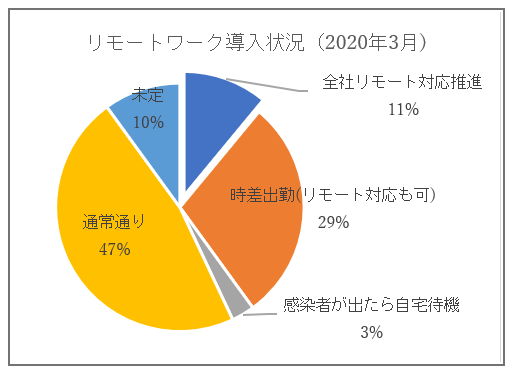 リモートワーク導入状況（2020年3月）
全社リモート対応推進
11%
未定
10%
時差出勤(リモート対応も可)
29%
通常通り
47%
感染者が出たら自宅待機
3%